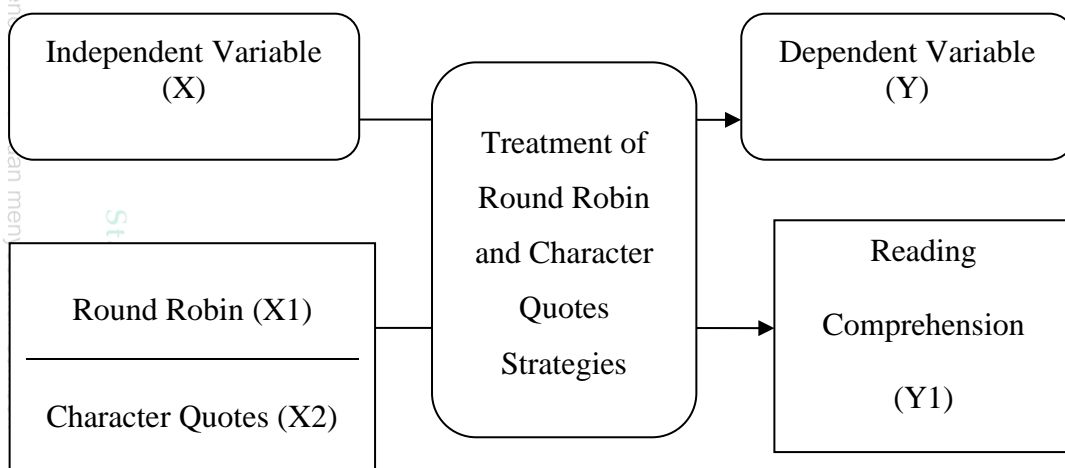 Independent Variable
(X)
Dependent Variable
(Y)
Treatment of
Round Robin
and Character
Quotes
Strategies
Round Robin (X1)
Character Quotes (X2)
Reading
Comprehension
(Y1)